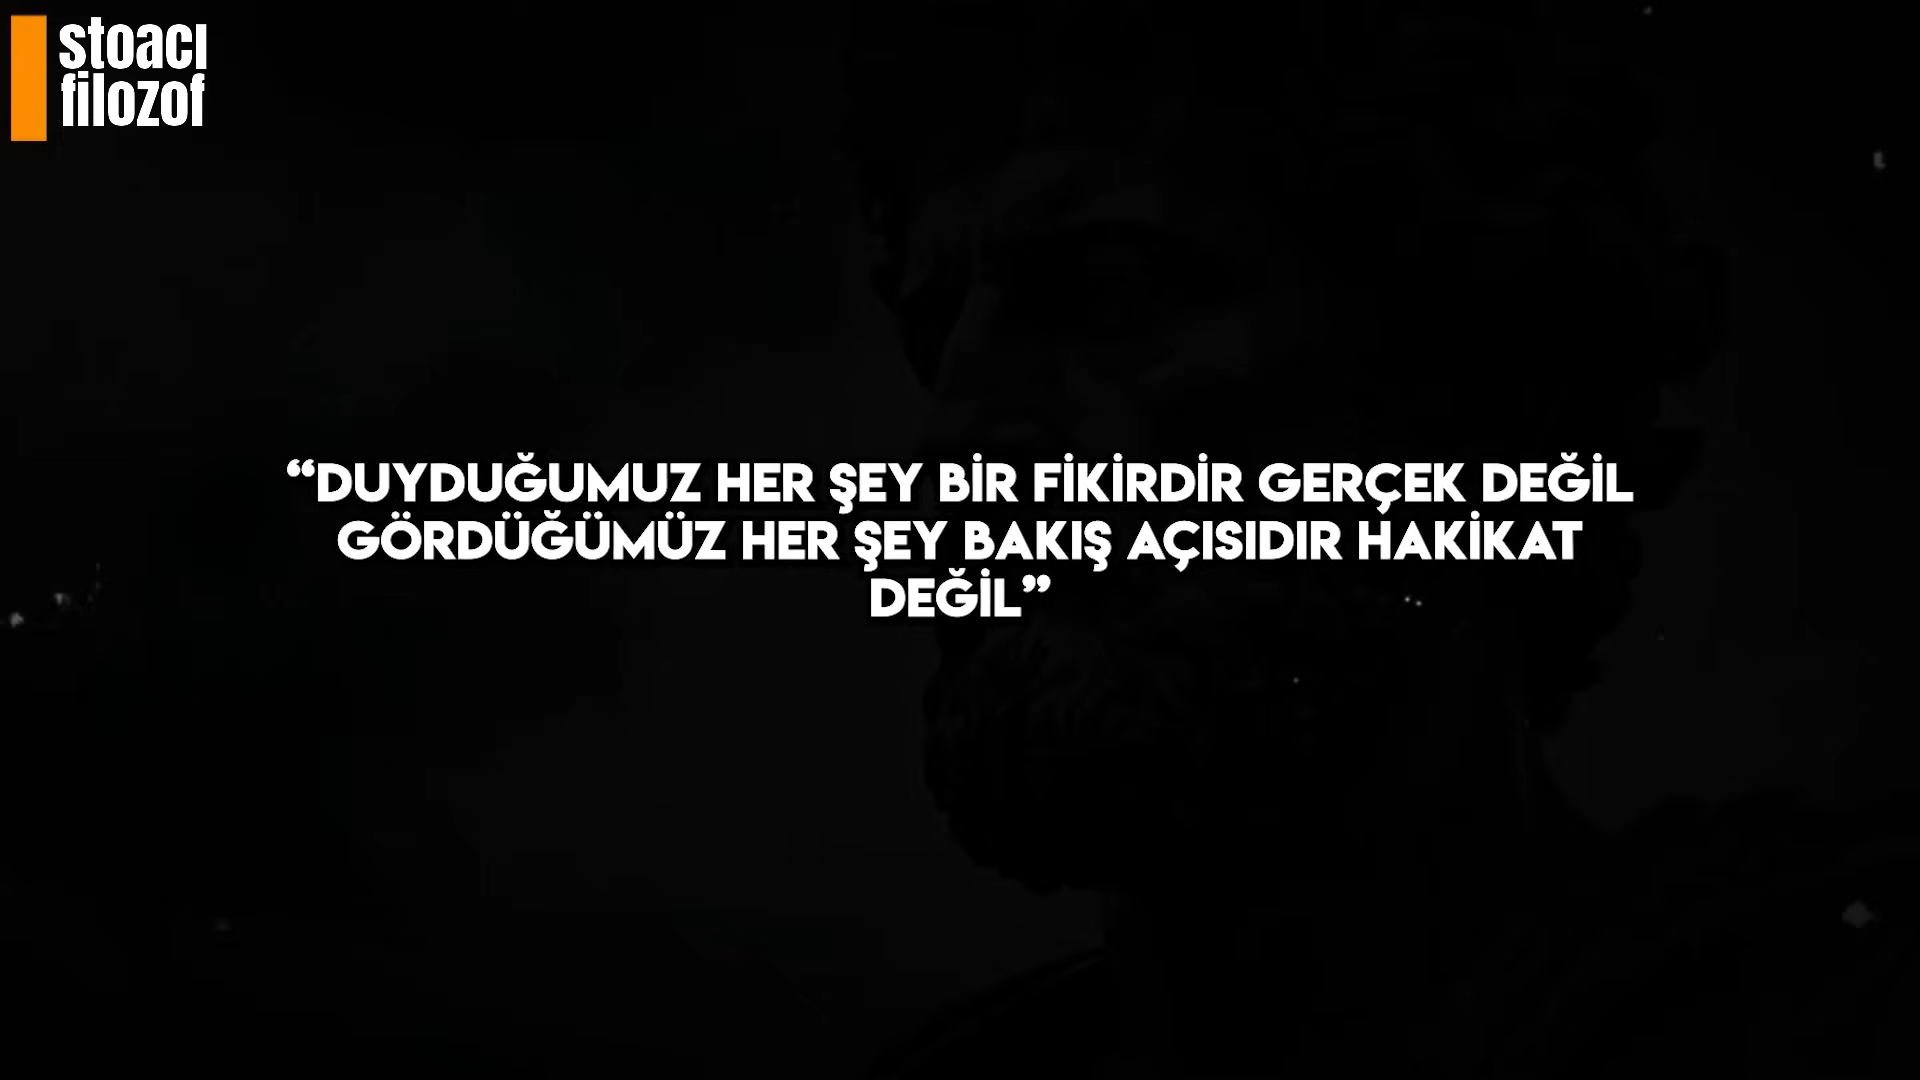 stoacı
filozof
“DUYDUĞUMUZ HER ŞEY BİR FİKİRDİR GERÇEK DEĞİL
GÖRDÜĞÜMÜZ HER ŞEY BAKIŞ AÇISIDIR HAKİKAT
DEĞİL”